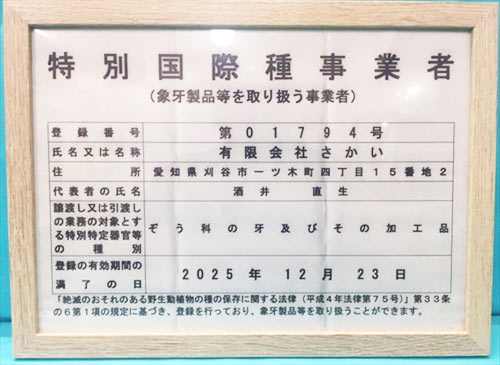 特別国際種事業者
(象牙製品等を取り扱う事業者)
登録番号 第01794号
氏名又は名称 有限会社さかい
住所 愛知県刈谷市一ツ木町四丁目15番地2
代表者の氏名 酒井 直生
譲渡し又は引渡し
の業務の対象とす
る特別特定器官等
の種別 ぞう科の牙及びその加工品
登録の有効期間の
満了の日 2025年 12月 23日
「絶滅のおそれのある野生動植物の種の保存に関する法律(平成4年法律第75号)」第33条
の6第1項の規定に基づき、登録を行っており、象牙製品等を取り扱うことができます。